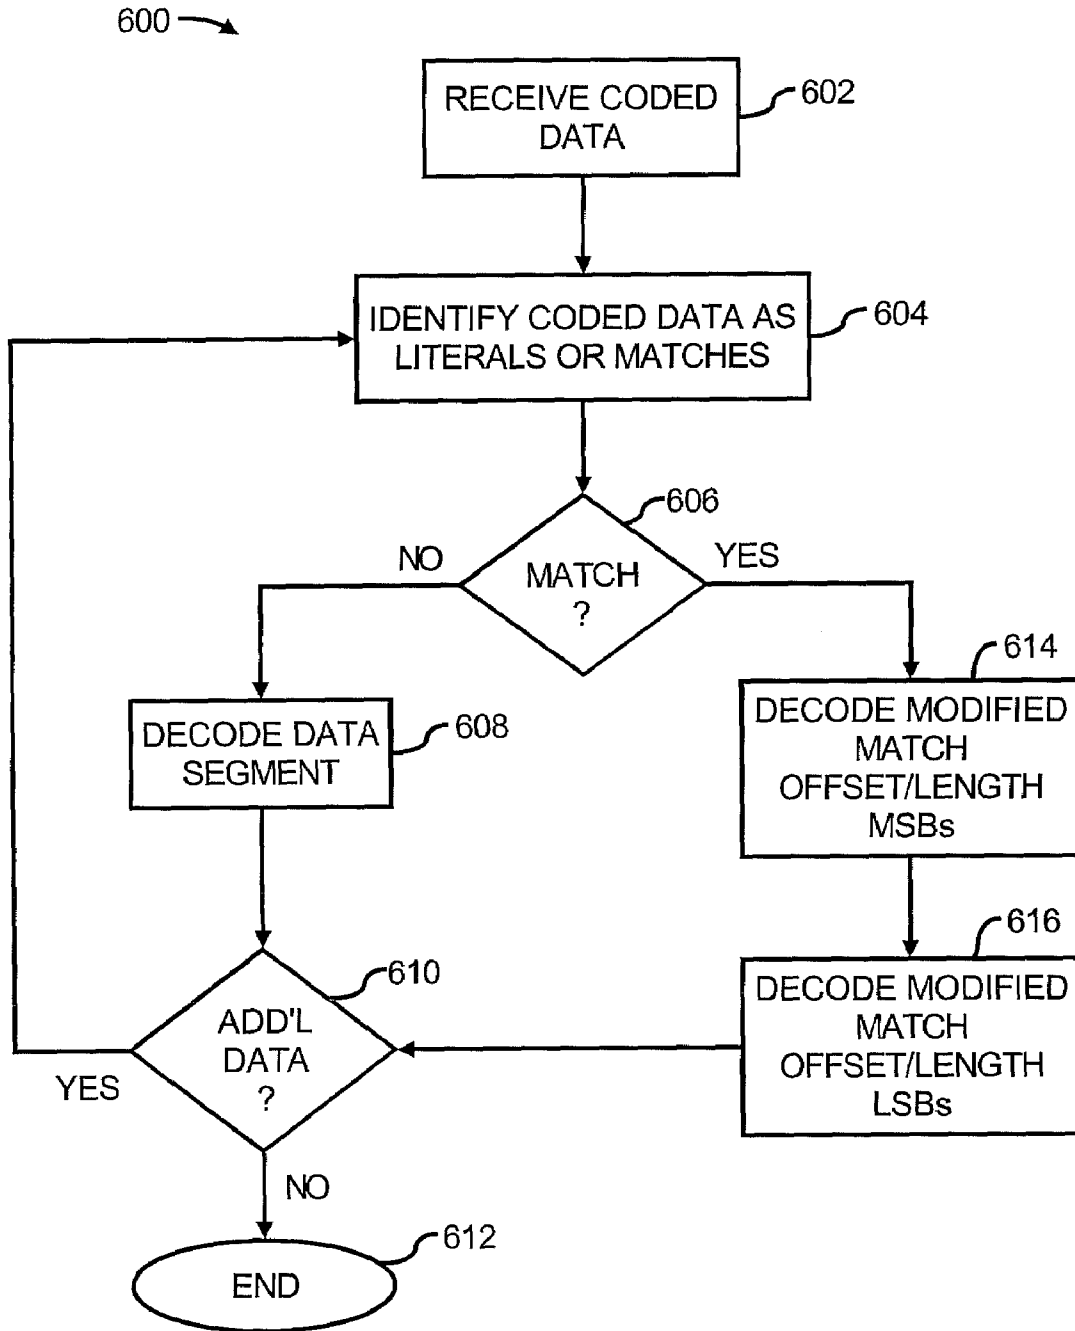 600
RECEIVE CODED
DATA
602
IDENTIFY CODED DATA AS
LITERALS OR MATCHES
604
606
NO
YES
MATCH
?
614
DECODE DATA
SEGMENT
608
DECODE MODIFIED
MATCH
OFFSET/LENGTH
MSBs
616
610
ADD'L
DATA
?
DECODE MODIFIED
MATCH
OFFSET/LENGTH
LSBs
YES
NO
612
END